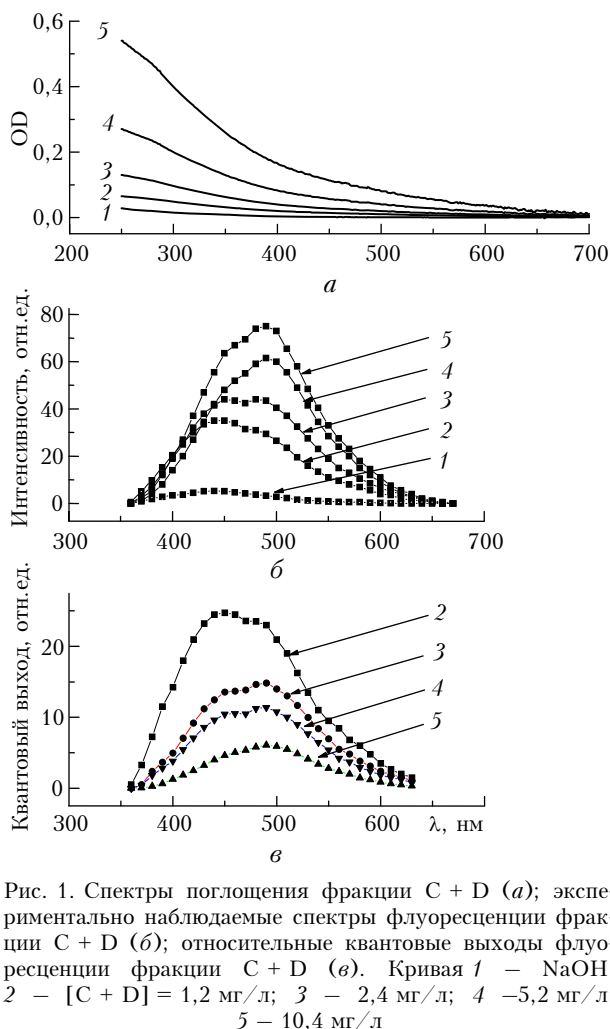 0,6
0,4
0,2
0,0
OD
5
4
3
2
1
200 300 400 500 600 700
а
80
60
40
20
0
Интенсивность, отн.ед.
5
4
3
2
1
300 400 500 600 700
б
20
10
0
Квантовый выход, отн.ед.
2
3
4
5
300 400 500 600 λ, нм
в
Рис. 1. Спектры поглощения фракции C + D (а); экспе-
риментально наблюдаемые спектры флуоресценции фрак-
ции C + D (б); относительные квантовые выходы флуо-
ресценции фракции C + D (в). Кривая 1 – NaOH
2 – [C + D] = 1,2 мг/л; 3 – 2,4 мг/л; 4 –5,2 мг/л
5 – 10,4 мг/л